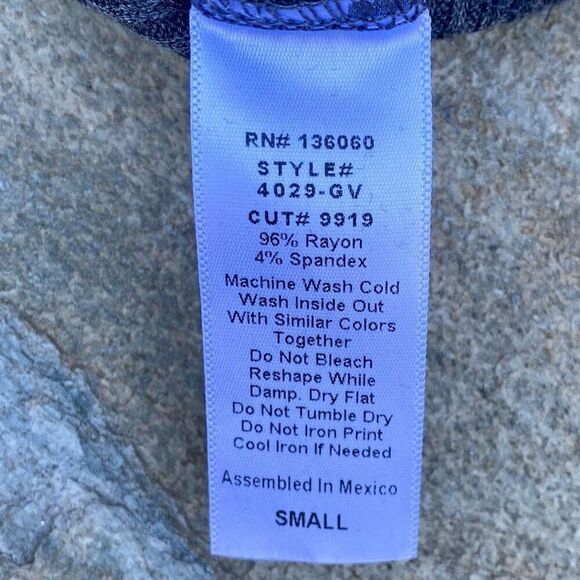 RN# 136060
STYLE#
4029-GV
CUT# 9919
96% Rayon
4% Spandex
Machine Wash Cold
Wash Inside Out
With Similar Colors
Together
Do Not Bleach
Reshape While
Damp. Dry Flat
Do Not Tumble Dry
Do Not Iron Print
Cool Iron If Needed
Assembled In Mexico
SMALL